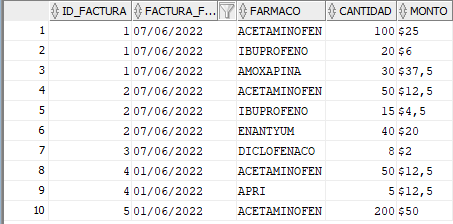 ID_FACTURA FACTURA_F... FARMACO CANTIDAD MONTO
1 1 07/06/2022 ACETAMINOFEN 100 $25
2 1 07/06/2022 IBUPROFENO 20 $6
3 1 07/06/2022 AMOXAPINA 30 $37,5
4 2 07/06/2022 ACETAMINOFEN 50 $12,5
5 2 07/06/2022 IBUPROFENO 15 $4,5
6 2 07/06/2022 ENANTYUM 40 $20
7 3 07/06/2022 DICLOFENACO 8 $2
8 4 01/06/2022 ACETAMINOFEN 50 $12,5
9 4 01/06/2022 APRI 5 $12,5
10 5 01/06/2022 ACETAMINOFEN 200 $50